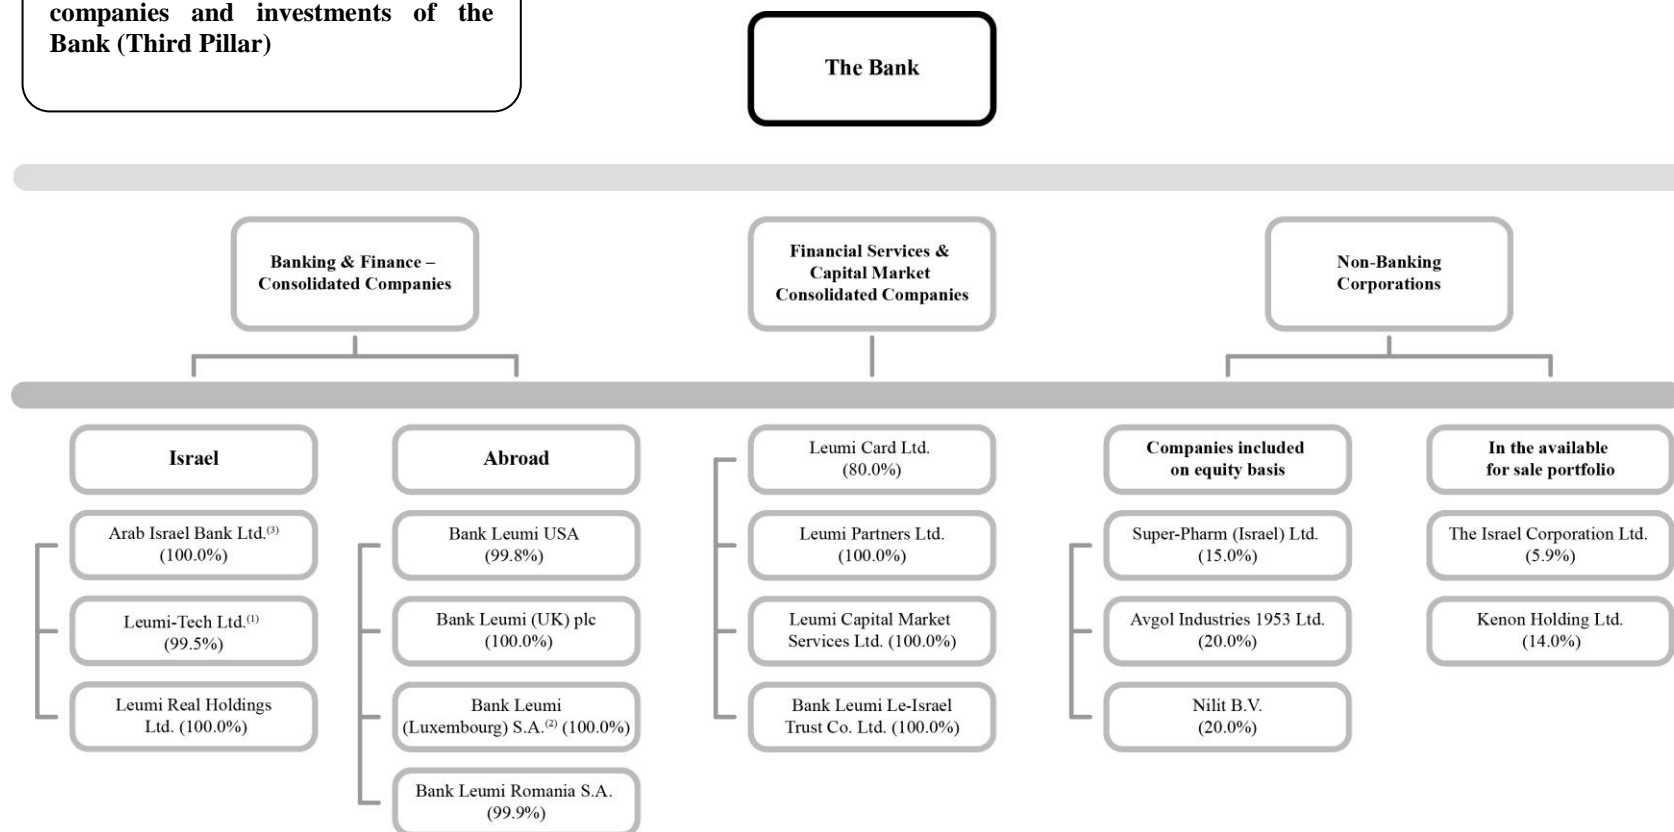 companies and investments of the
Bank (Third Pillar)
The Bank
Banking & Finance –
Consolidated Companies
Financial Services &
Capital Market
Consolidated Companies
Non-Banking
Corporations
Israel
Arab Israel Bank Ltd.(3)
(100.0%)
Leumi-Tech Ltd.(1)
(99.5%)
Leumi Real Holdings
Ltd. (100.0%)
Abroad
Bank Leumi USA
(99.8%)
Bank Leumi (UK) plc
(100.0%)
Bank Leumi
(Luxembourg) S.A.(2) (100.0%)
Bank Leumi Romania S.A.
(99.9%)
Leumi Card Ltd.
(80.0%)
Leumi Partners Ltd.
(100.0%)
Leumi Capital Market
Services Ltd. (100.0%)
Bank Leumi Le-Israel
Trust Co. Ltd. (100.0%)
Companies included
on equity basis
Super-Pharm (Israel) Ltd.
(15.0%)
Avgol Industries 1953 Ltd.
(20.0%)
Nilit B.V.
(20.0%)
In the available
for sale portfolio
The Israel Corporation Ltd.
(5.9%)
Kenon Holding Ltd.
(14.0%)